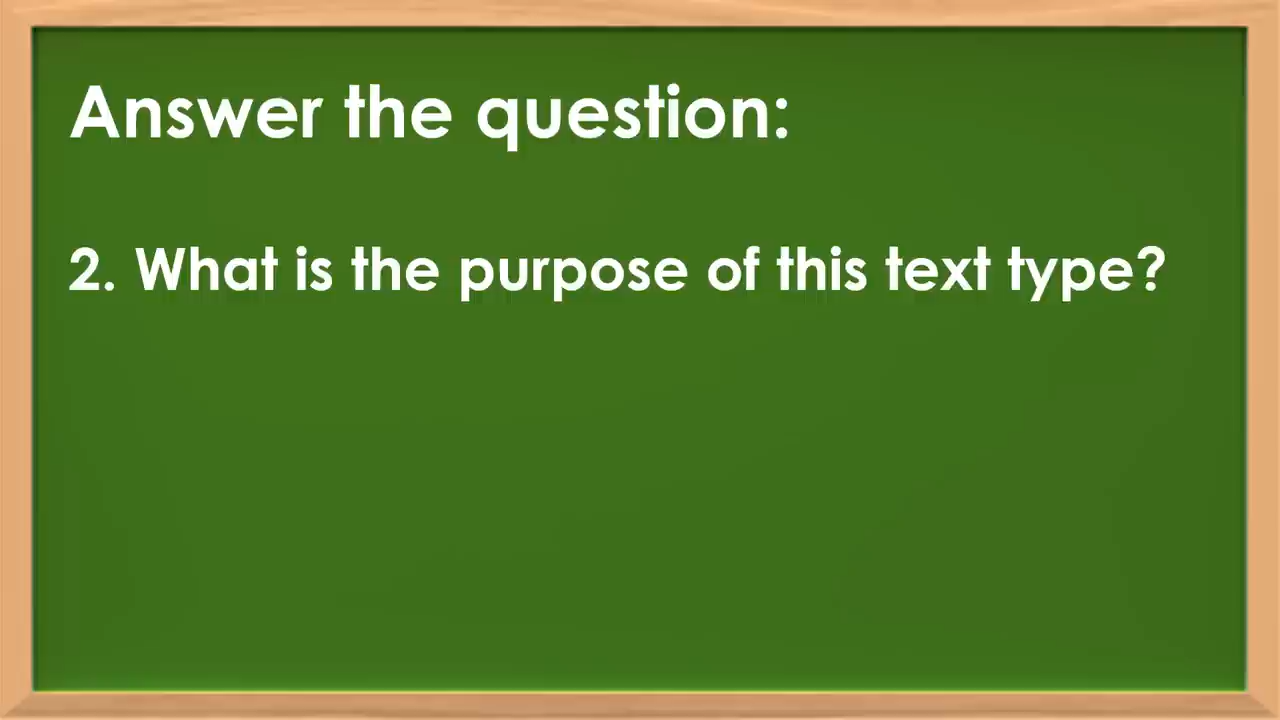 Answer the question:
2. What is the purpose of this text type?